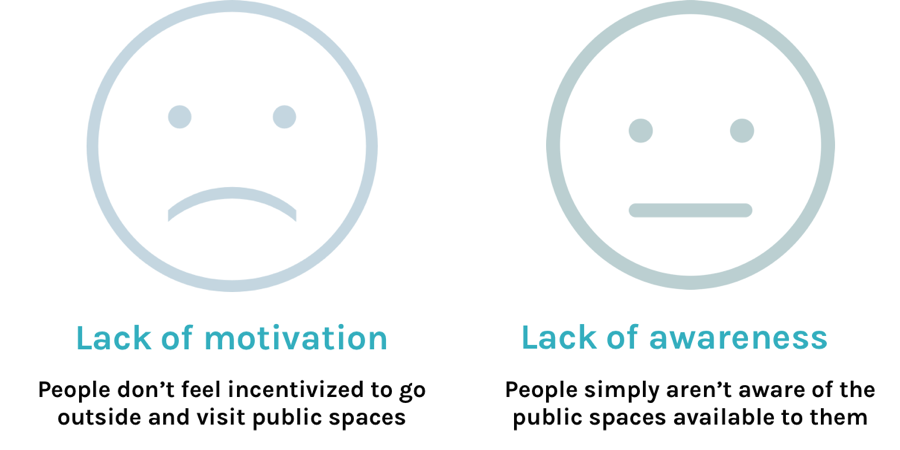 Lack of motivation
People don’t feel incentivized to go
outside and visit public spaces
Lack of awareness
People simply aren’t aware of the
public spaces available to them